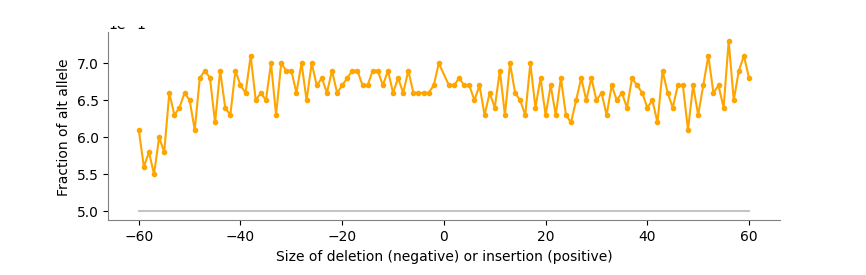 7.0
6.5
6.0
5.5
5.0
Fraction of alt allele
−60 −40 −20 0 20 40 60
Size of deletion (negative) or insertion (positive)